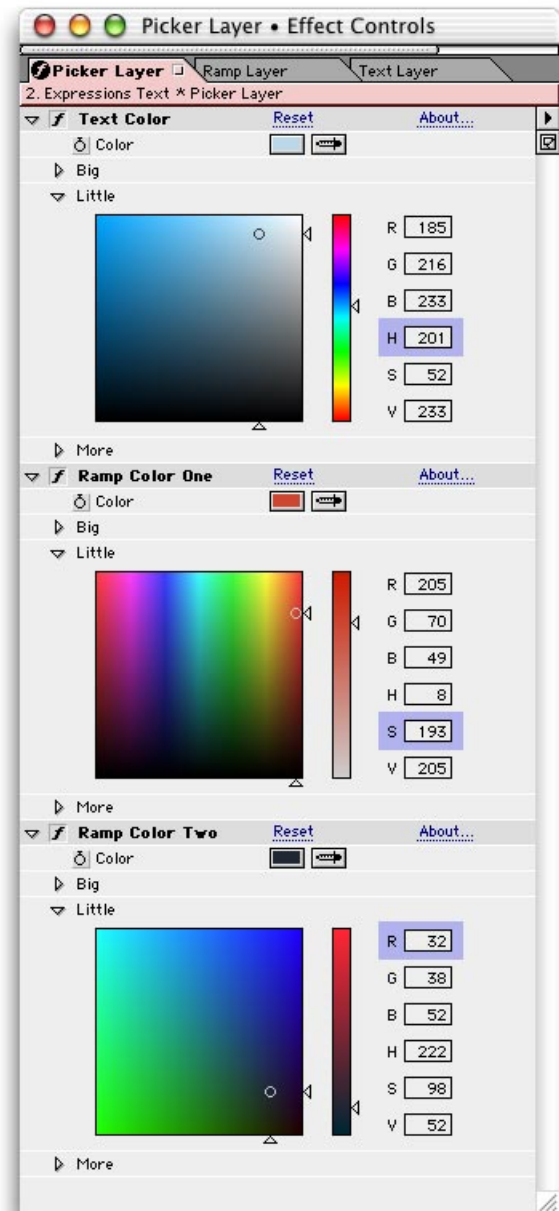 Picker Layer • Effect Controls
Picker Layer Ramp Layer Text Layer
2. Expressions Text * Picker Layer
f Text Color Reset About...
Color
Big
Little
R 185
G 216
B 233
H 201
S 52
V 233
More
f Ramp Color One Reset About...
Color
Big
Little
R 205
G 70
B 49
H 8
S 193
V 205
More
f Ramp Color Two Reset About...
Color
Big
Little
R 32
G 38
B 52
H 222
S 98
V 52
More